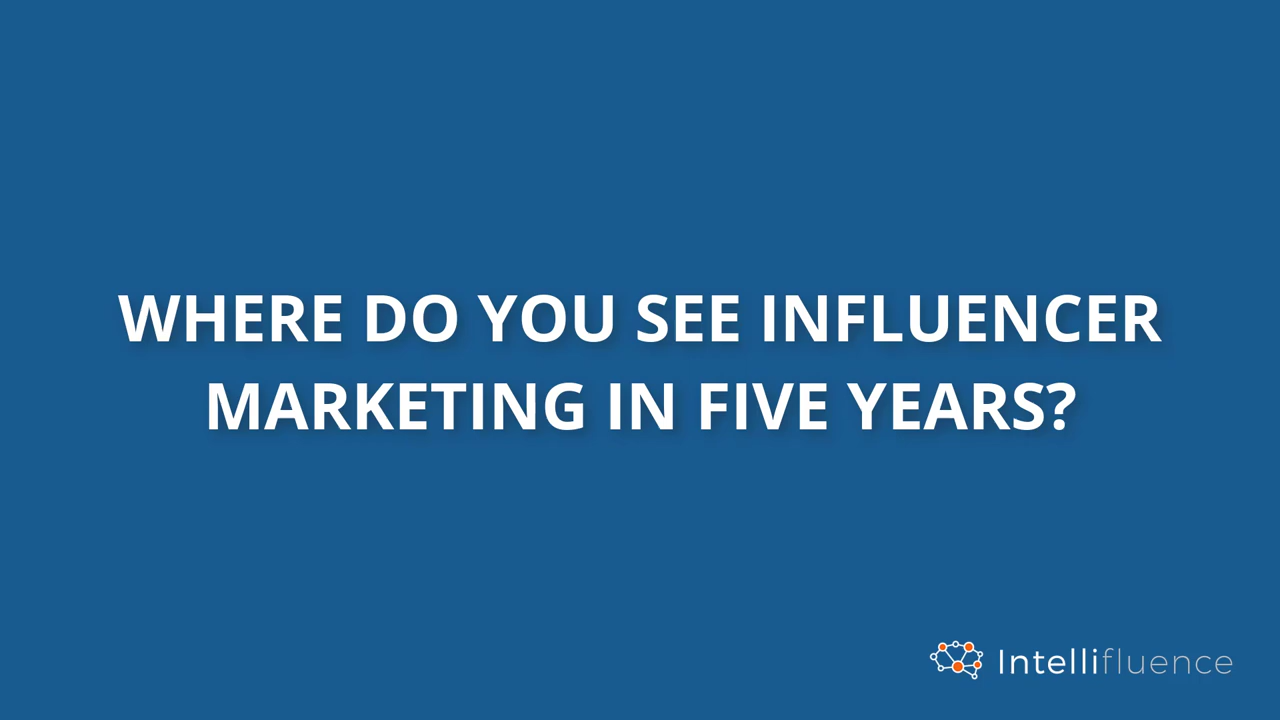 WHERE DO YOU SEE INFLUENCER
MARKETING IN FIVE YEARS?
Intellifluence